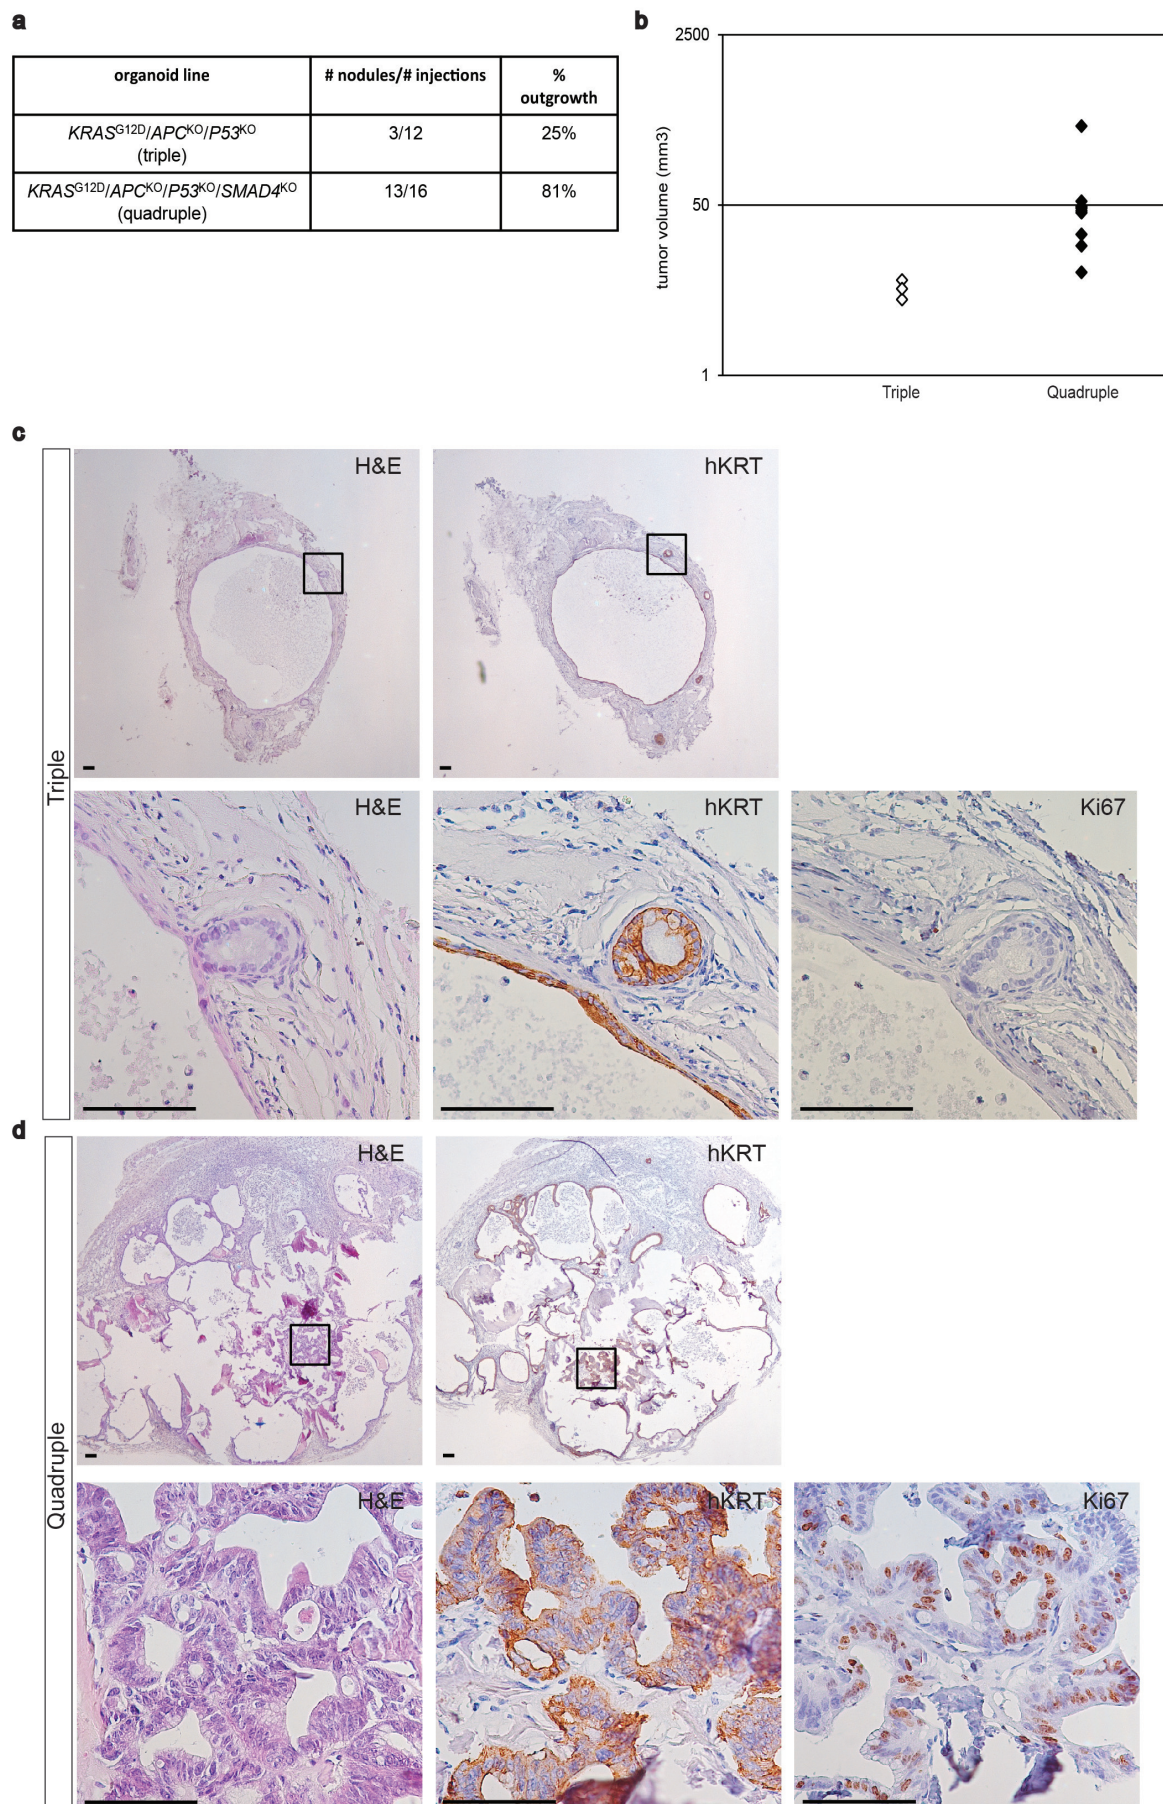 a
organoid line # nodules/# injections %
outgrowth
KRASG12D/APCKO/P53KO
(triple) 3/12 25%
KRASG12D/APCKO/P53KO/SMAD4KO
(quadruple) 13/16 81%
b
2500
50
1
tumor volume (mm3)
Triple Quadruple
c
Triple
H&E hKRT
H&E hKRT Ki67
d
Quadruple
H&E hKRT
H&E hKRT Ki67